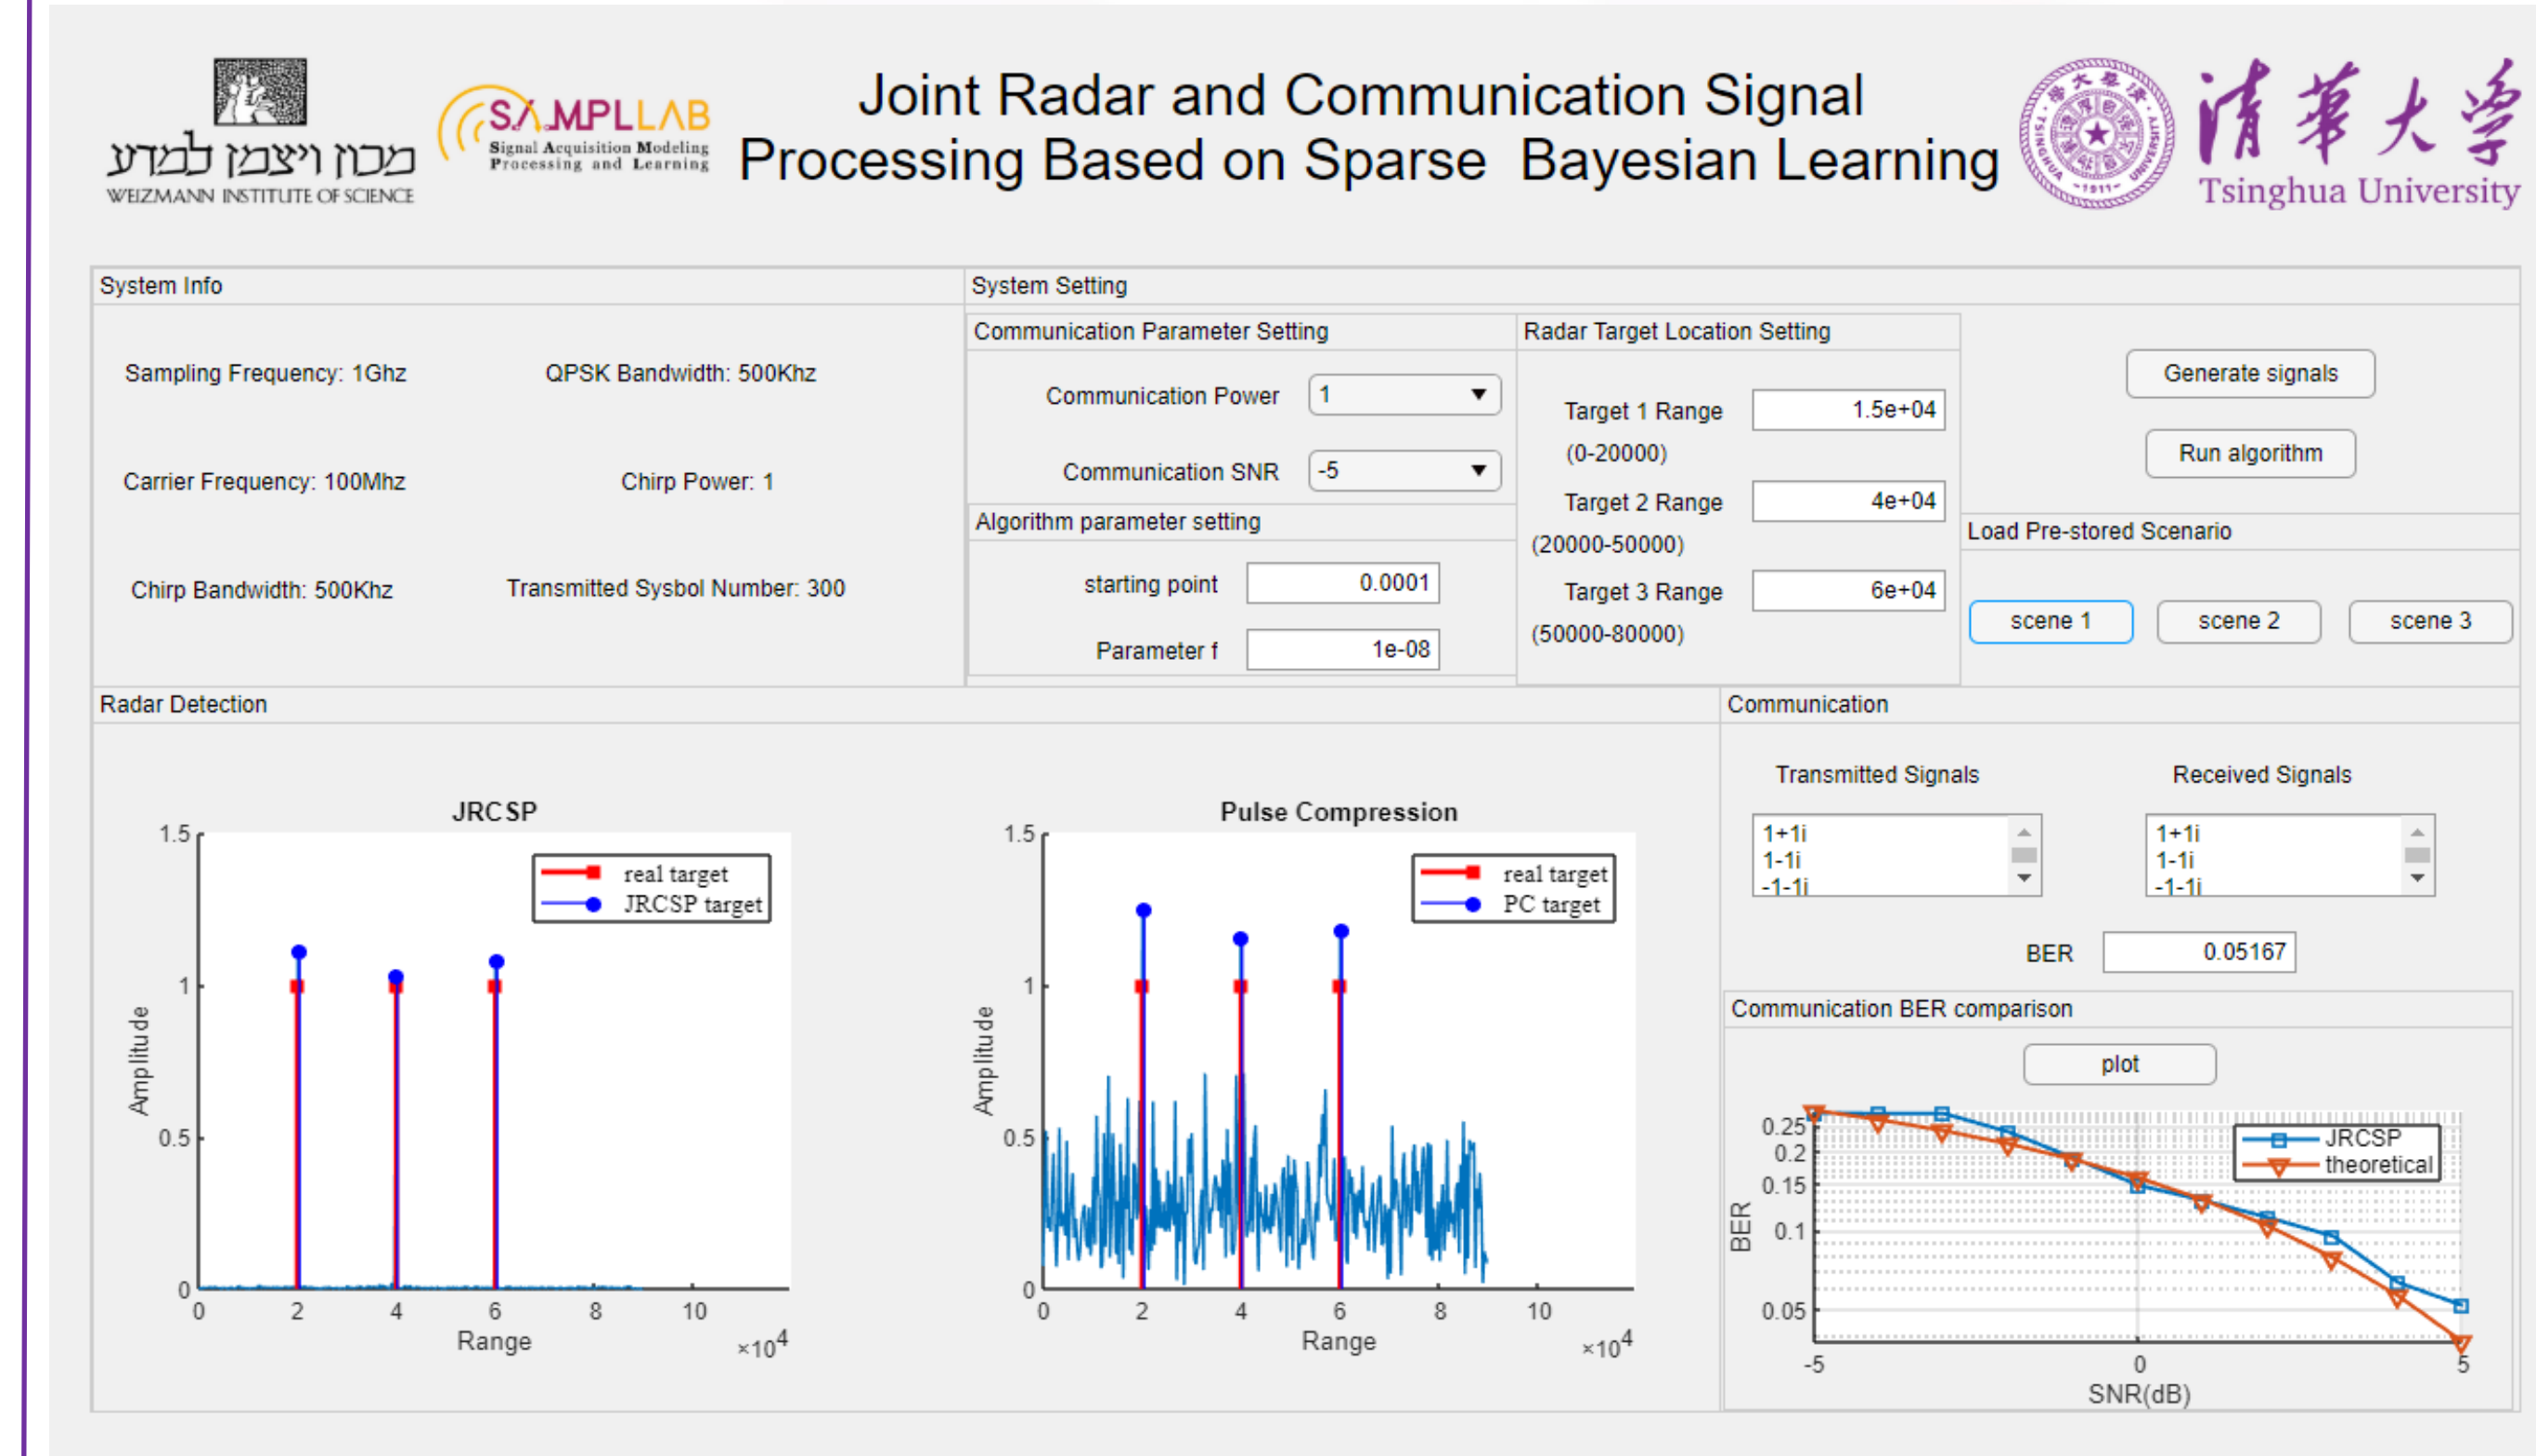 מכון ויצמן למדע
WEIZMANN INSTITUTE OF SCIENCE
SAMPLLAB
Signal Acquisition Modeling
Processing and Learning
Joint Radar and Communication Signal
Processing Based on Sparse Bayesian Learning
TSINGHUA UNIVERSITY
-1911-
清華大学
Tsinghua University
System Info
Sampling Frequency: 1Ghz
QPSK Bandwidth: 500Khz
Carrier Frequency: 100Mhz
Chirp Power: 1
Chirp Bandwidth: 500Khz
Transmitted Sysbol Number: 300
System Setting
Communication Parameter Setting
Communication Power 1
Communication SNR -5
Algorithm parameter setting
starting point 0.0001
Parameter f 1e-08
Radar Target Location Setting
Target 1 Range 1.5e+04
(0-20000)
Target 2 Range 4e+04
(20000-50000)
Target 3 Range 6e+04
(50000-80000)
Generate signals
Run algorithm
Load Pre-stored Scenario
scene 1 scene 2 scene 3
Radar Detection
JRCSP
real target
JRCSP target
1.5
1
0.5
0
Amplitude
0 2 4 6 8 10
Range
×10⁴
Pulse Compression
real target
PC target
1.5
1
0.5
0
Amplitude
0 2 4 6 8 10
Range
×10⁴
Communication
Transmitted Signals
1+1i
1-1i
-1-1i
Received Signals
1+1i
1-1i
-1-1i
BER 0.05167
Communication BER comparison
plot
JRCSP
theoretical
0.25
0.2
0.15
0.1
0.05
BER
-5 0 5
SNR(dB)